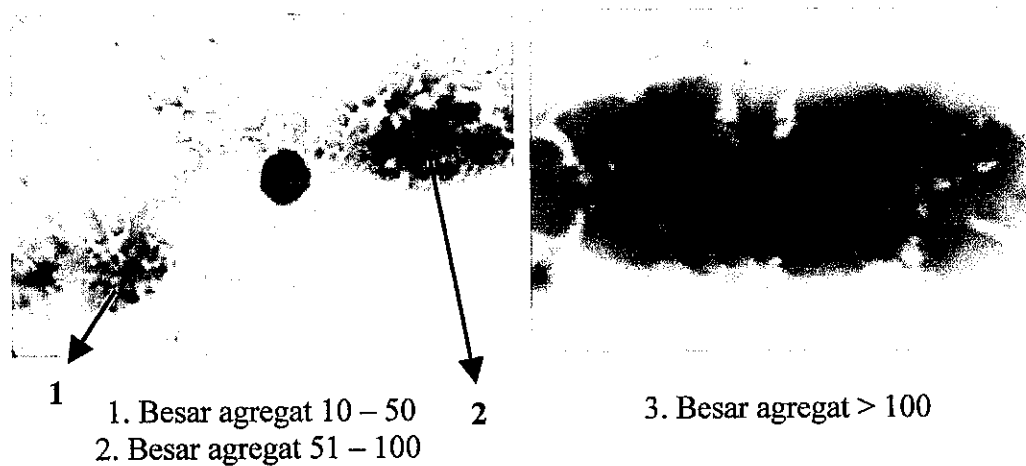 1
2
1. Besar agregat 10 – 50
2. Besar agregat 51 – 100
3. Besar agregat > 100